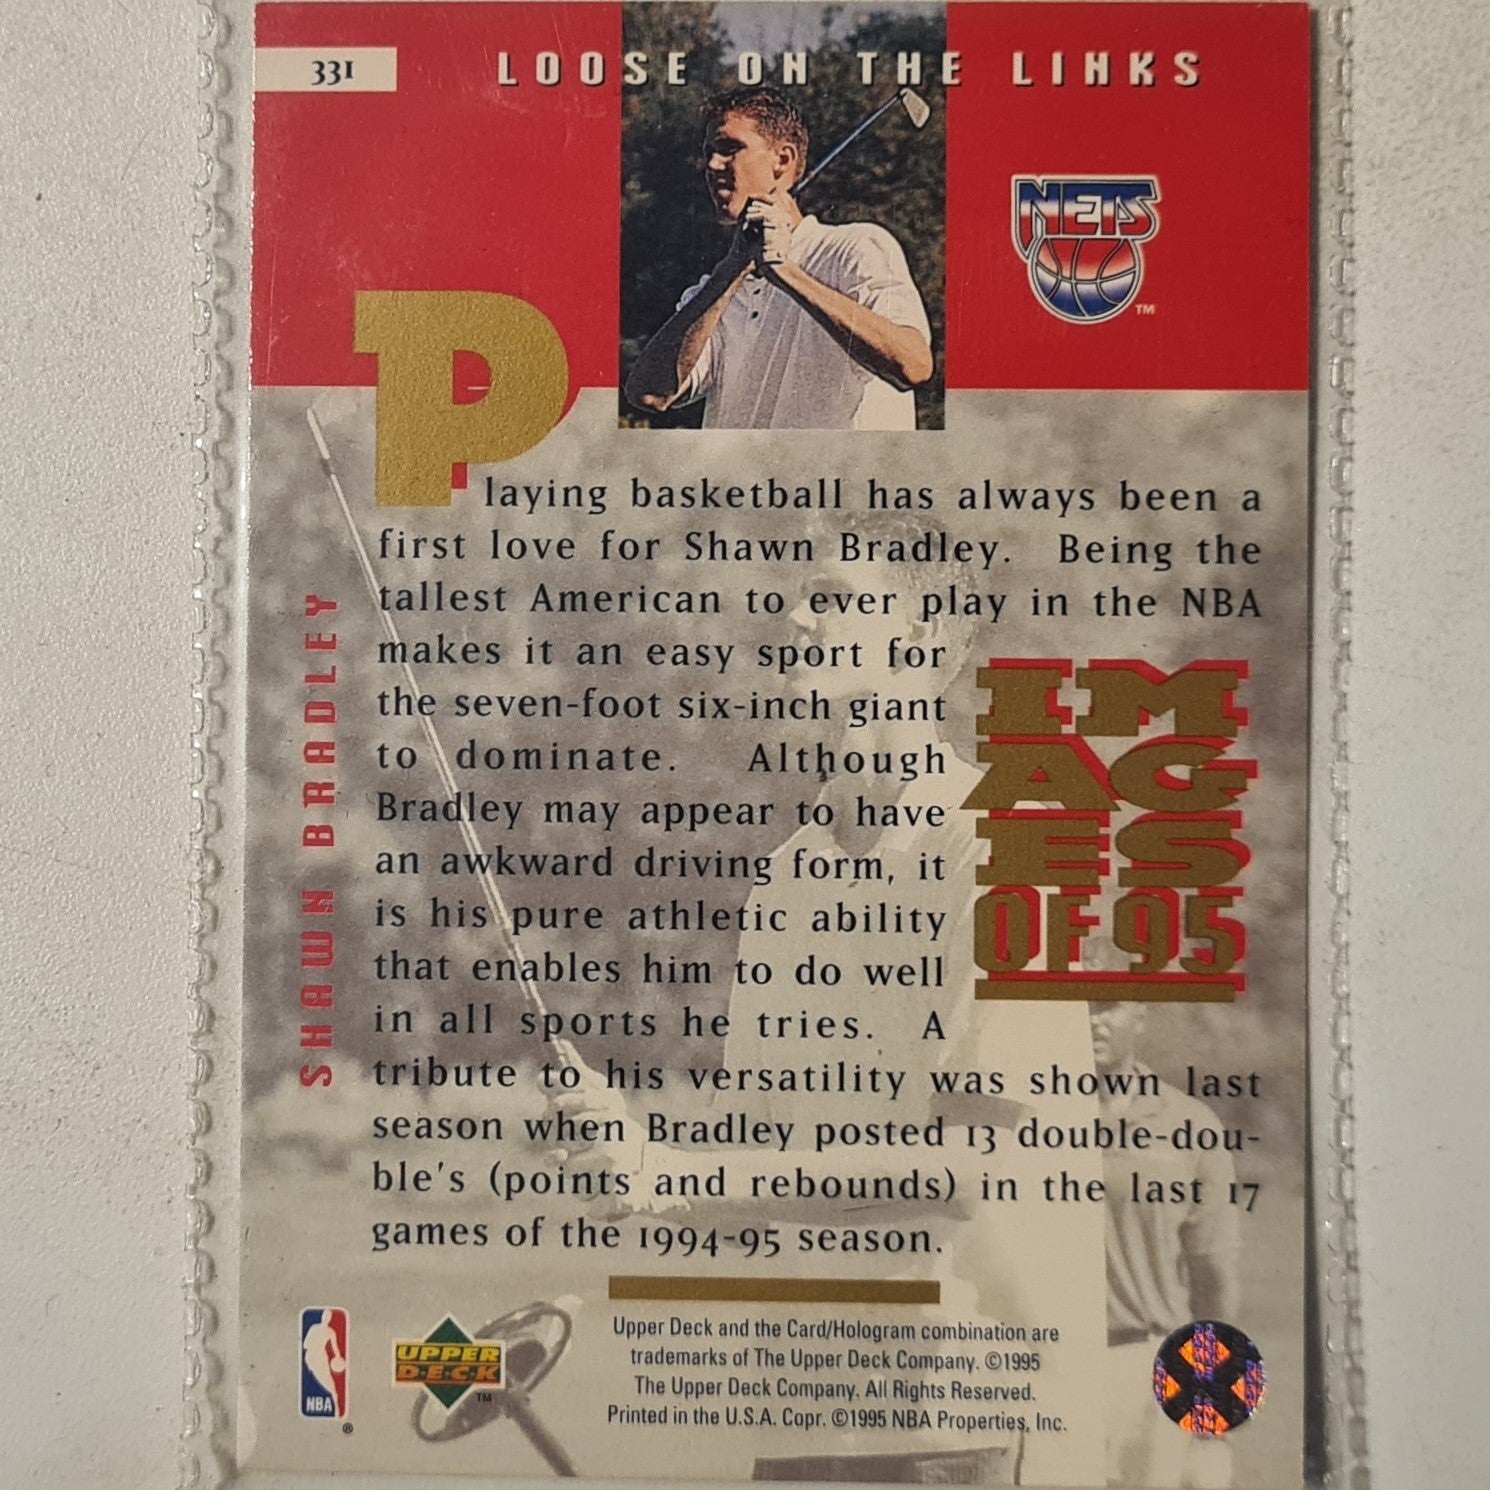 331
LOOSE ON THE LINKS
NETS
TM
Playing basketball has always been a
first love for Shawn Bradley. Being the
tallest American to ever play in the NBA
makes it an easy sport for
the seven-foot six-inch giant
to dominate. Although
Bradley may appear to have
an awkward driving form, it
is his pure athletic ability
that enables him to do well
in all sports he tries. A
tribute to his versatility was shown last
season when Bradley posted 13 double-dou-
ble's (points and rebounds) in the last 17
games of the 1994-95 season.
SHAWN BRADLEY
IM
AG
ES
OF 95
NBA
®
UPPER
D·E·C·K
TM
Upper Deck and the Card/Hologram combination are
trademarks of The Upper Deck Company. ©1995
The Upper Deck Company. All Rights Reserved.
Printed in the U.S.A. Copr. ©1995 NBA Properties, Inc.